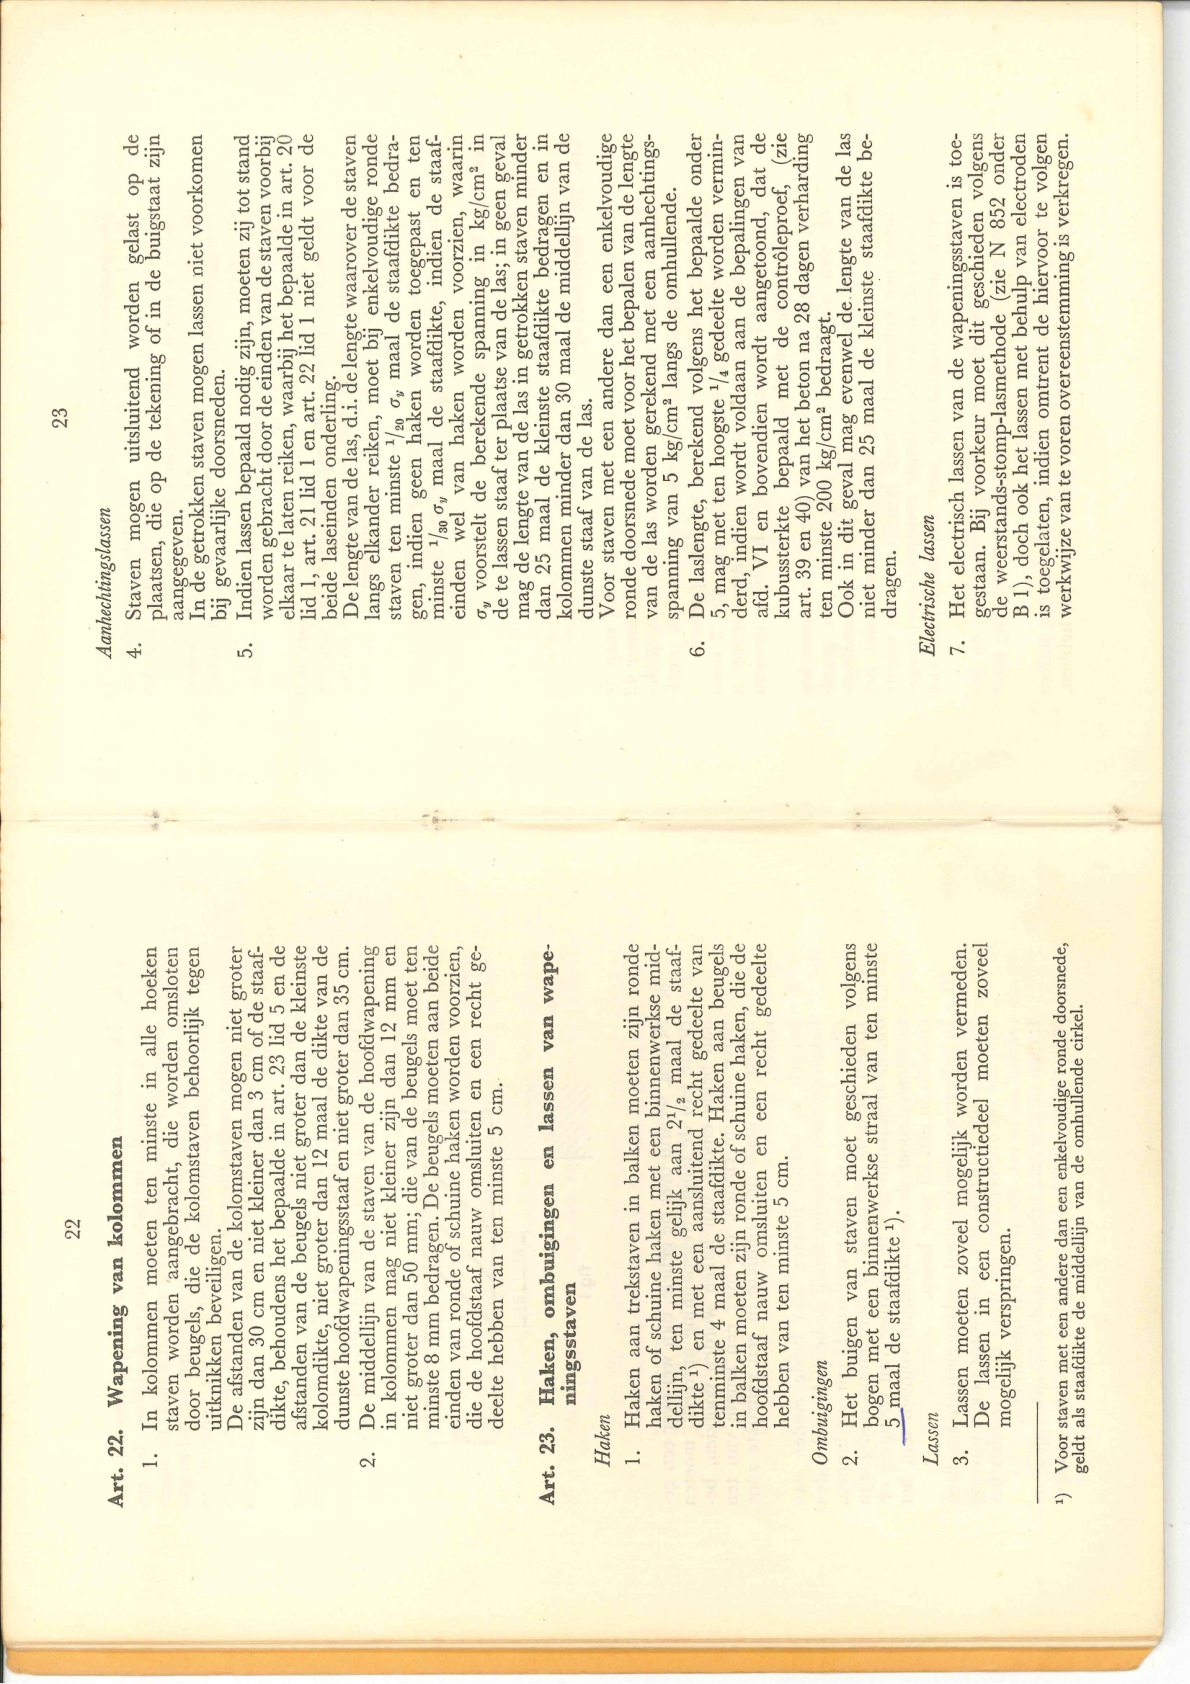 22
Art. 22. Wapening van kolommen
1. In kolommen moeten ten minste in alle hoeken
staven worden aangebracht, die worden omsloten
door beugels, die de kolomstaven behoorlijk tegen
uitknikken beveiligen.
De afstanden van de kolomstaven mogen niet groter
zijn dan 30 cm en niet kleiner dan 3 cm of de staaf-
dikte, behoudens het bepaalde in art. 23 lid 5 en de
afstanden van de beugels niet groter dan de kleinste
kolomdikte, niet groter dan 12 maal de dikte van de
dunste hoofdwapeningsstaaf en niet groter dan 35 cm.
2. De middellijn van de staven van de hoofdwapening
in kolommen mag niet kleiner zijn dan 12 mm en
niet groter dan 50 mm; die van de beugels moet ten
minste 8 mm bedragen. De beugels moeten aan beide
einden van ronde of schuine haken worden voorzien,
die de hoofdstaaf nauw omsluiten en een recht ge-
deelte hebben van ten minste 5 cm.
Art. 23. Haken, ombuigingen en lassen van wape-
ningsstaven
Haken
1. Haken aan trekstaven in balken moeten zijn ronde
haken of schuine haken met een binnenwerkse mid-
dellijn, ten minste gelijk aan 2½ maal de staaf-
dikte ¹) en met een aansluitend recht gedeelte van
tenminste 4 maal de staafdikte. Haken aan beugels
in balken moeten zijn ronde of schuine haken, die de
hoofdstaaf nauw omsluiten en een recht gedeelte
hebben van ten minste 5 cm.
Ombuigingen
2. Het buigen van staven moet geschieden volgens
bogen met een binnenwerkse straal van ten minste
5 maal de staafdikte ¹).
Lassen
3. Lassen moeten zoveel mogelijk worden vermeden.
De lassen in een constructiedeel moeten zoveel
mogelijk verspringen.
¹) Voor staven met een andere dan een enkelvoudige ronde doorsnede,
geldt als staafdikte de middellijn van de omhullende cirkel.
23
Aanhechtingslassen
4. Staven mogen uitsluitend worden gelast op de
plaatsen, die op de tekening of in de buigstaat zijn
aangegeven.
In de getrokken staven mogen lassen niet voorkomen
bij gevaarlijke doorsneden.
5. Indien lassen bepaald nodig zijn, moeten zij tot stand
worden gebracht door de einden van de staven voorbij
elkaar te laten reiken, waarbij het bepaalde in art. 20
lid 1, art. 21 lid 1 en art. 22 lid 1 niet geldt voor de
beide laseinden onderling.
De lengte van de las, d.i. de lengte waarover de staven
langs elkander reiken, moet bij enkelvoudige ronde
staven ten minste ¹/₂₀ σᵤ maal de staafdikte bedra-
gen, indien geen haken worden toegepast en ten
minste ¹/₃₀ σᵤ maal de staafdikte, indien de staaf-
einden wel van haken worden voorzien, waarin
σᵤ voorstelt de berekende spanning in kg/cm² in
de te lassen staaf ter plaatse van de las; in geen geval
mag de lengte van de las in getrokken staven minder
dan 25 maal de kleinste staafdikte bedragen en in
kolommen minder dan 30 maal de middellijn van de
dunste staaf van de las.
Voor staven met een andere dan een enkelvoudige
ronde doorsnede moet voor het bepalen van de lengte
van de las worden gerekend met een aanhechtings-
spanning van 5 kg/cm² langs de omhullende.
6. De laslengte, berekend volgens het bepaalde onder
5, mag met ten hoogste ¹/₄ gedeelte worden vermin-
derd, indien wordt voldaan aan de bepalingen van
afd. VI en bovendien wordt aangetoond, dat de
kubussterkte bepaald met de contrôleproef, (zie
art. 39 en 40) van het beton na 28 dagen verharding
ten minste 200 kg/cm² bedraagt.
Ook in dit geval mag evenwel de lengte van de las
niet minder dan 25 maal de kleinste staafdikte be-
dragen.
Electrische lassen
7. Het electrisch lassen van de wapeningsstaven is toe-
gestaan. Bij voorkeur moet dit geschieden volgens
de weerstands-stomp-lasmethode (zie N 852 onder
B 1), doch ook het lassen met behulp van electroden
is toegelaten, indien omtrent de hiervoor te volgen
werkwijze van te voren overeenstemming is verkregen.